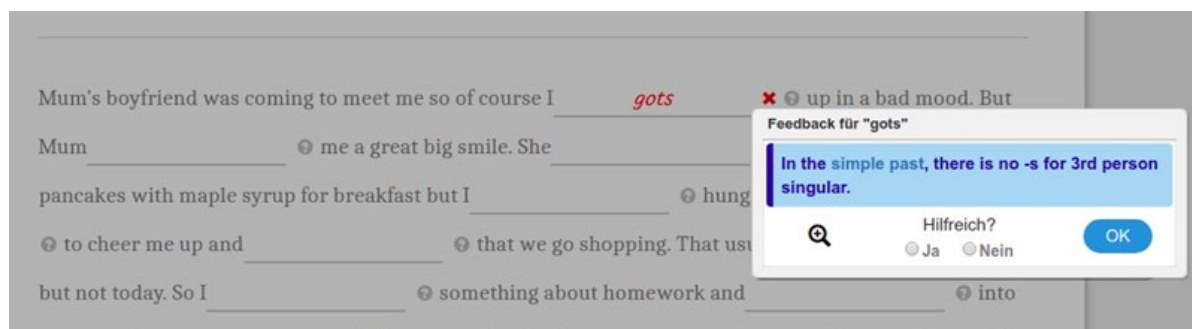 Mum's boyfriend was coming to meet me so of course I gots up in a bad mood. But
Mum me a great big smile. She
pancakes with maple syrup for breakfast but I hung
to cheer me up and that we go shopping. That usu
but not today. So I something about homework and into
Feedback für "gots"
In the simple past, there is no -s for 3rd person
singular.
Hilfreich?
Ja Nein
OK